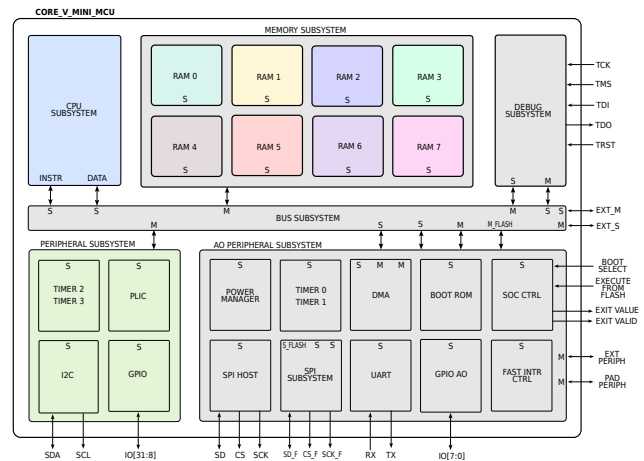 CORE_V_MINI_MCU
MEMORY SUBSYSTEM
CPU
SUBSYSTEM
INSTR DATA
RAM 0
S
RAM 1
S
RAM 2
S
RAM 3
S
RAM 4
S
RAM 5
S
RAM 6
S
RAM 7
S
DEBUG
SUBSYSTEM
S M
TCK
TMS
TDI
TDO
TRST
S S M M S S
BUS SUBSYSTEM
M S S M M_FLASH M
EXT_M
EXT_S
PERIPHERAL SUBSYSTEM
S
TIMER 2
TIMER 3
S
PLIC
S
I2C
S
GPIO
AO PERIPHERAL SUBSYSTEM
S
POWER
MANAGER
S
TIMER 0
TIMER 1
S M M
DMA
S
BOOT ROM
S
SOC CTRL
S
SPI HOST
S_FLASH S S
SPI
SUBSYSTEM
S
UART
S
GPIO AO
S
FAST INTR
CTRL
M
M
BOOT
SELECT
EXECUTE
FROM
FLASH
EXIT VALUE
EXIT VALID
EXT
PERIPH
PAD
PERIPH
SDA SCL IO[31:8] SD CS SCK SD_F CS_F SCK_F RX TX IO[7:0]